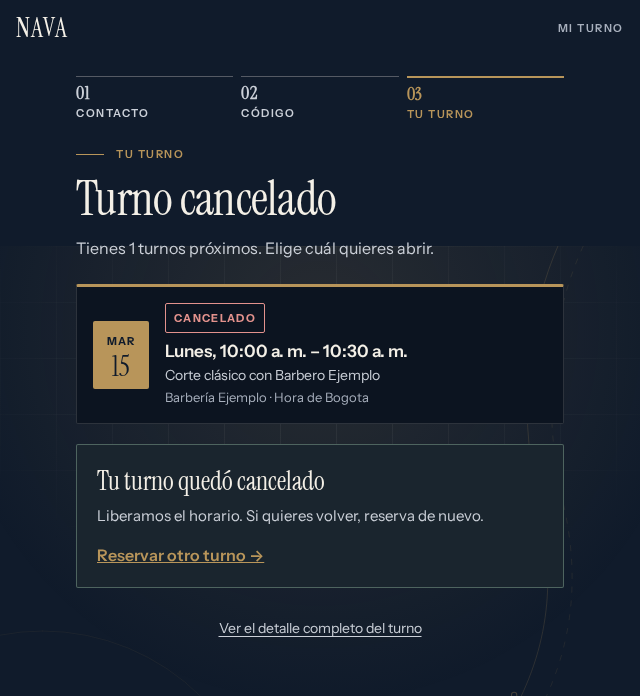 NAVA
MI TURNO
01
CONTACTO
02
CÓDIGO
03
TU TURNO
TU TURNO
Turno cancelado
Tienes 1 turnos próximos. Elige cuál quieres abrir.
MAR
15
CANCELADO
Lunes, 10:00 a. m. – 10:30 a. m.
Corte clásico con Barbero Ejemplo
Barbería Ejemplo · Hora de Bogota
Tu turno quedó cancelado
Liberamos el horario. Si quieres volver, reserva de nuevo.
Reservar otro turno →
Ver el detalle completo del turno